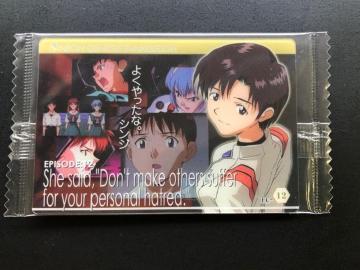 よくやったな。
シンジ
EPISODE:12
She said, "Don't make others suffer
for your personal hatred.
12